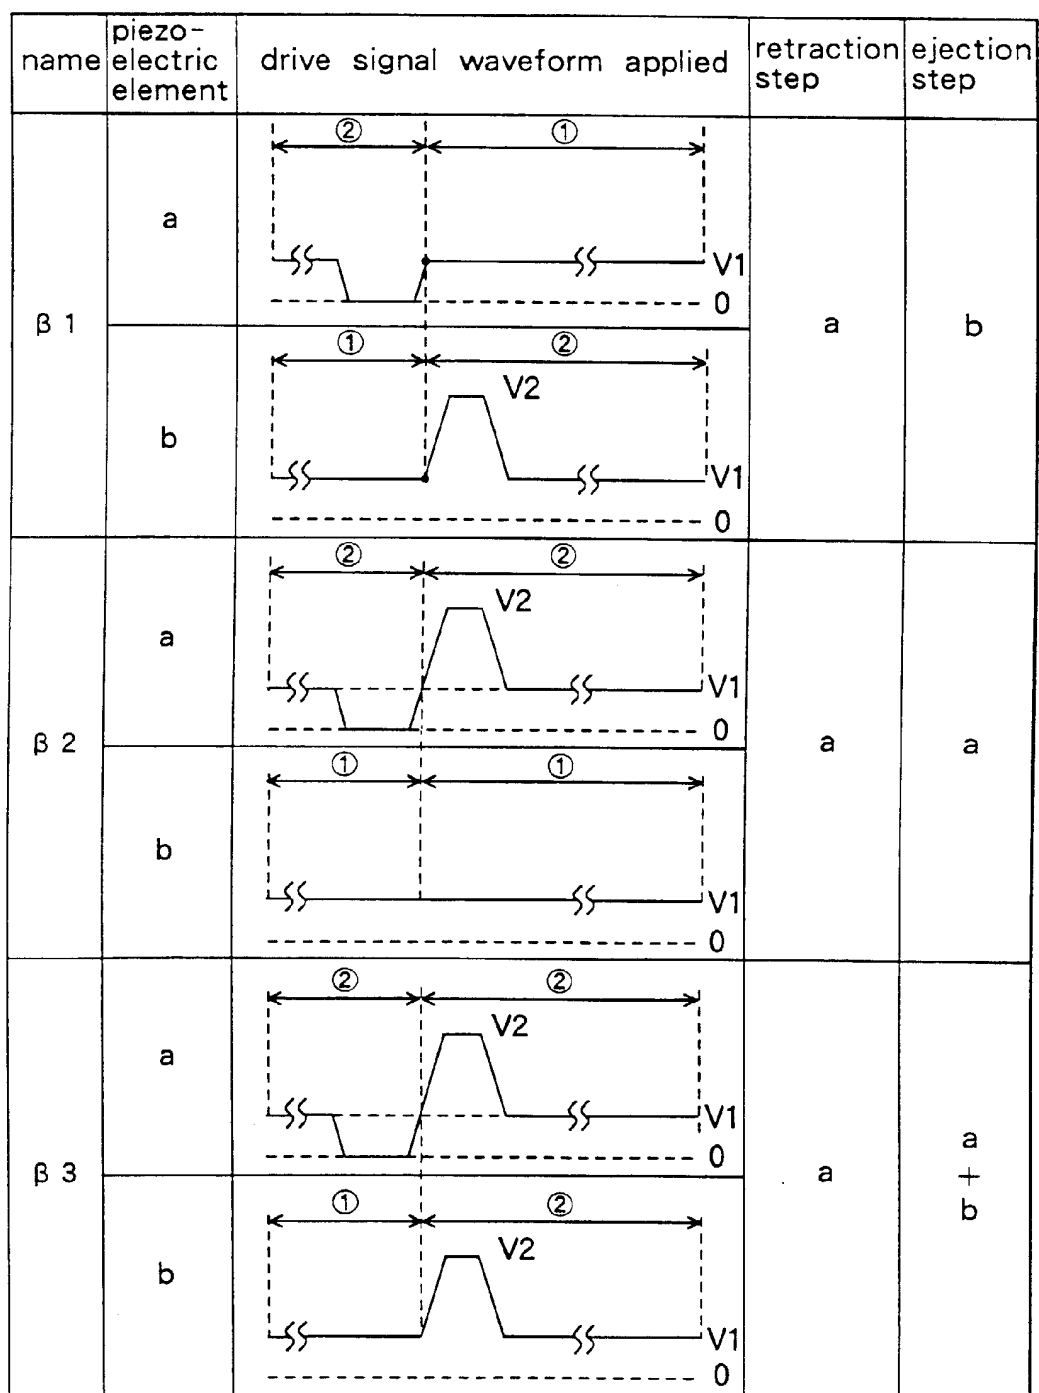 name
piezo-
electric
element
drive signal waveform applied
retraction
step
ejection
step
β 1
a
② ①
V1
0
b
① ②
V2
V1
0
a
b
β 2
a
② ②
V2
V1
0
b
① ①
V1
0
a
a
β 3
a
② ②
V2
V1
0
b
① ②
V2
V1
0
a
a
+
b